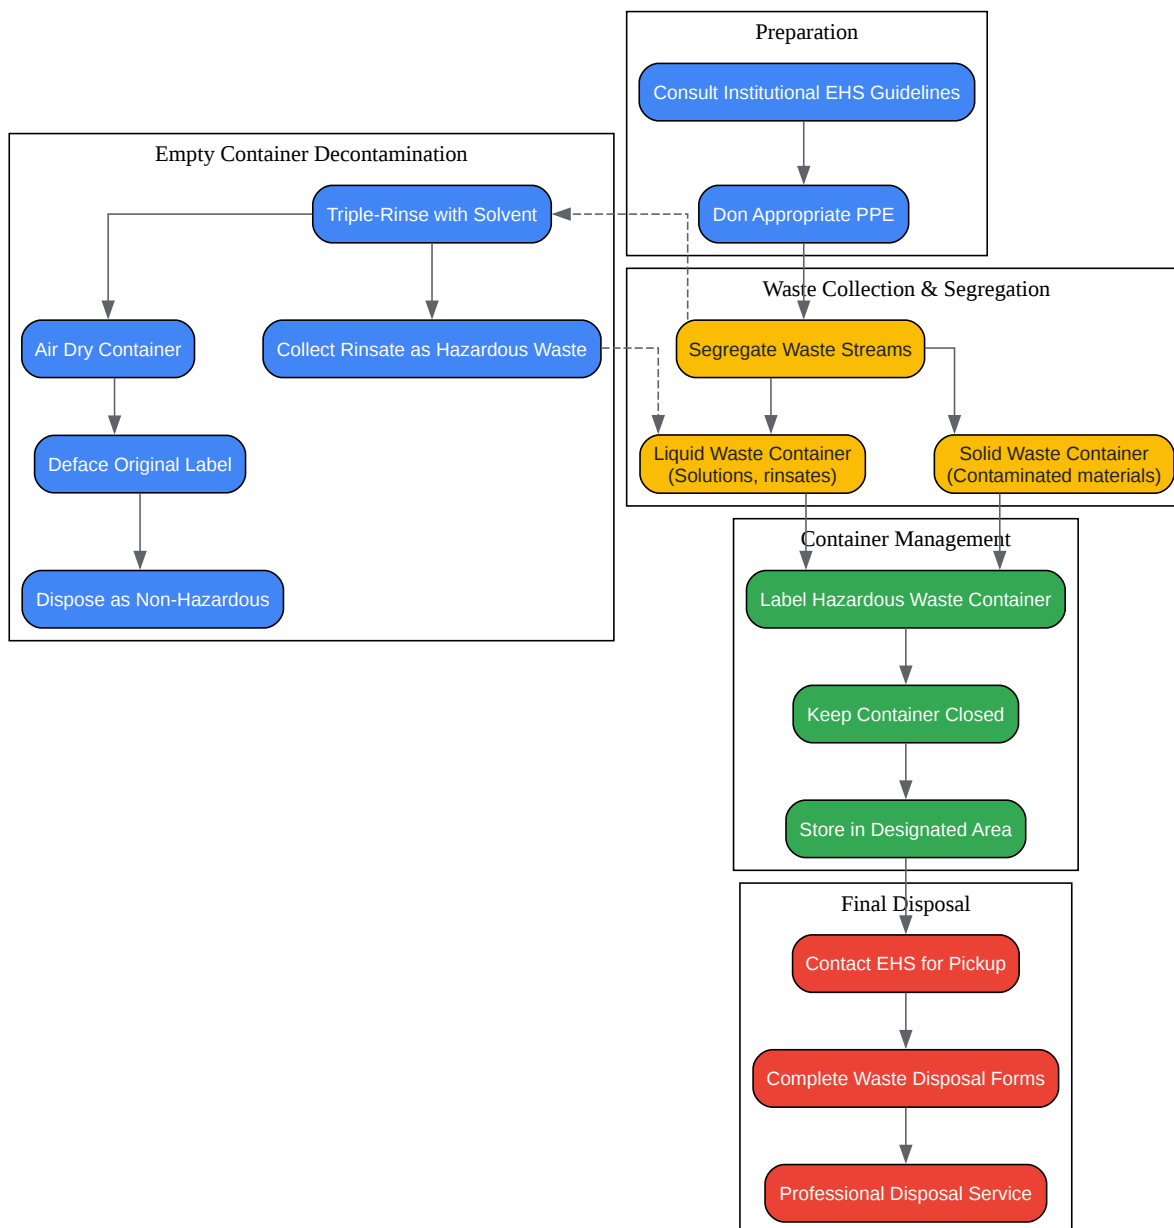 Preparation
Consult Institutional EHS Guidelines
Don Appropriate PPE
Empty Container Decontamination
Triple-Rinse with Solvent
Air Dry Container
Collect Rinsate as Hazardous Waste
Deface Original Label
Dispose as Non-Hazardous
Waste Collection & Segregation
Segregate Waste Streams
Liquid Waste Container
(Solutions, rinsates)
Solid Waste Container
(Contaminated materials)
Container Management
Label Hazardous Waste Container
Keep Container Closed
Store in Designated Area
Final Disposal
Contact EHS for Pickup
Complete Waste Disposal Forms
Professional Disposal Service